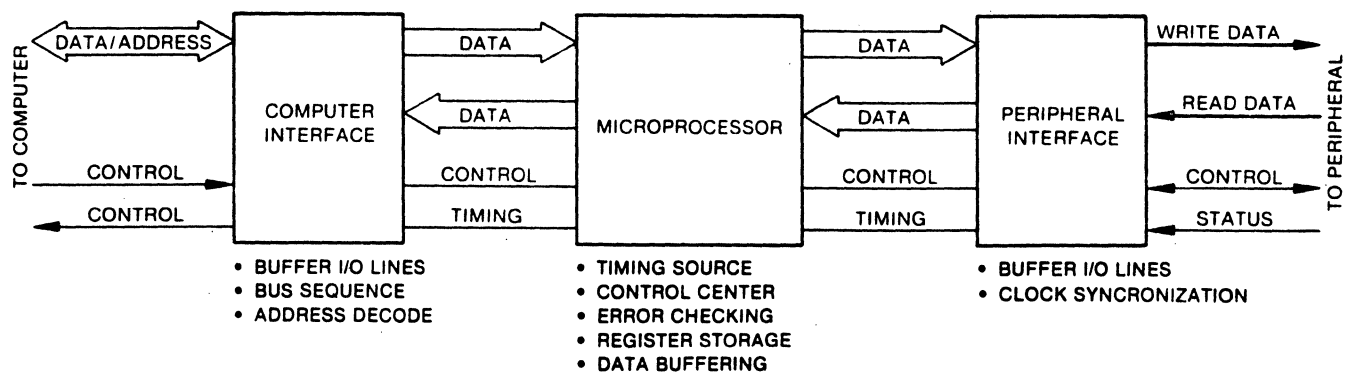 TO COMPUTER
DATA/ADDRESS
CONTROL
CONTROL
COMPUTER
INTERFACE
DATA
DATA
CONTROL
TIMING
MICROPROCESSOR
DATA
DATA
CONTROL
TIMING
PERIPHERAL
INTERFACE
WRITE DATA
READ DATA
CONTROL
STATUS
TO PERIPHERAL
• BUFFER I/O LINES
• BUS SEQUENCE
• ADDRESS DECODE
• TIMING SOURCE
• CONTROL CENTER
• ERROR CHECKING
• REGISTER STORAGE
• DATA BUFFERING
• BUFFER I/O LINES
• CLOCK SYNCRONIZATION